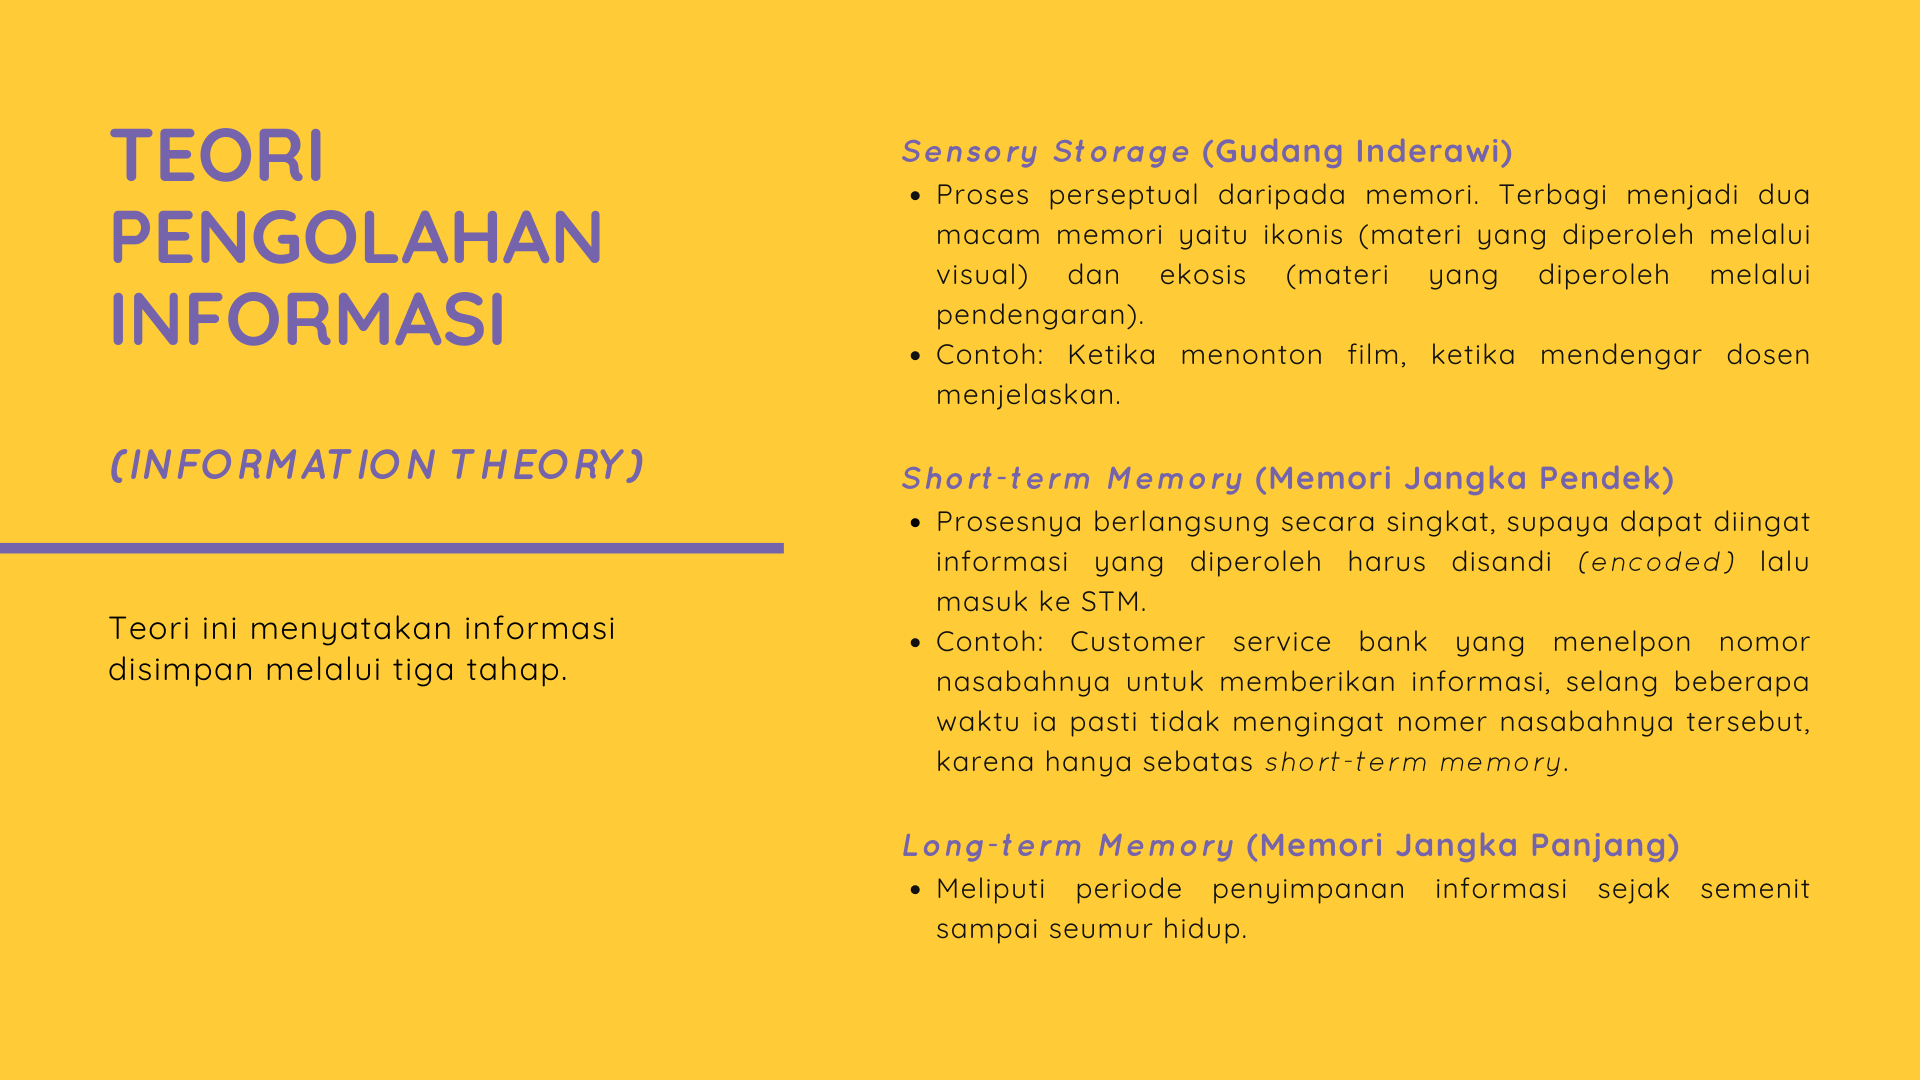 TEORI
PENGOLAHAN
INFORMASI
(INFORMATION THEORY)
Teori ini menyatakan informasi
disimpan melalui tiga tahap.
Sensory Storage (Gudang Inderawi)
• Proses perseptual daripada memori. Terbagi menjadi dua
macam memori yaitu ikonis (materi yang diperoleh melalui
visual) dan ekosis (materi yang diperoleh melalui
pendengaran).
• Contoh: Ketika menonton film, ketika mendengar dosen
menjelaskan.
Short-term Memory (Memori Jangka Pendek)
• Prosesnya berlangsung secara singkat, supaya dapat diingat
informasi yang diperoleh harus disandi (encoded) lalu
masuk ke STM.
• Contoh: Customer service bank yang menelpon nomor
nasabahnya untuk memberikan informasi, selang beberapa
waktu ia pasti tidak mengingat nomer nasabahnya tersebut,
karena hanya sebatas short-term memory.
Long-term Memory (Memori Jangka Panjang)
• Meliputi periode penyimpanan informasi sejak semenit
sampai seumur hidup.